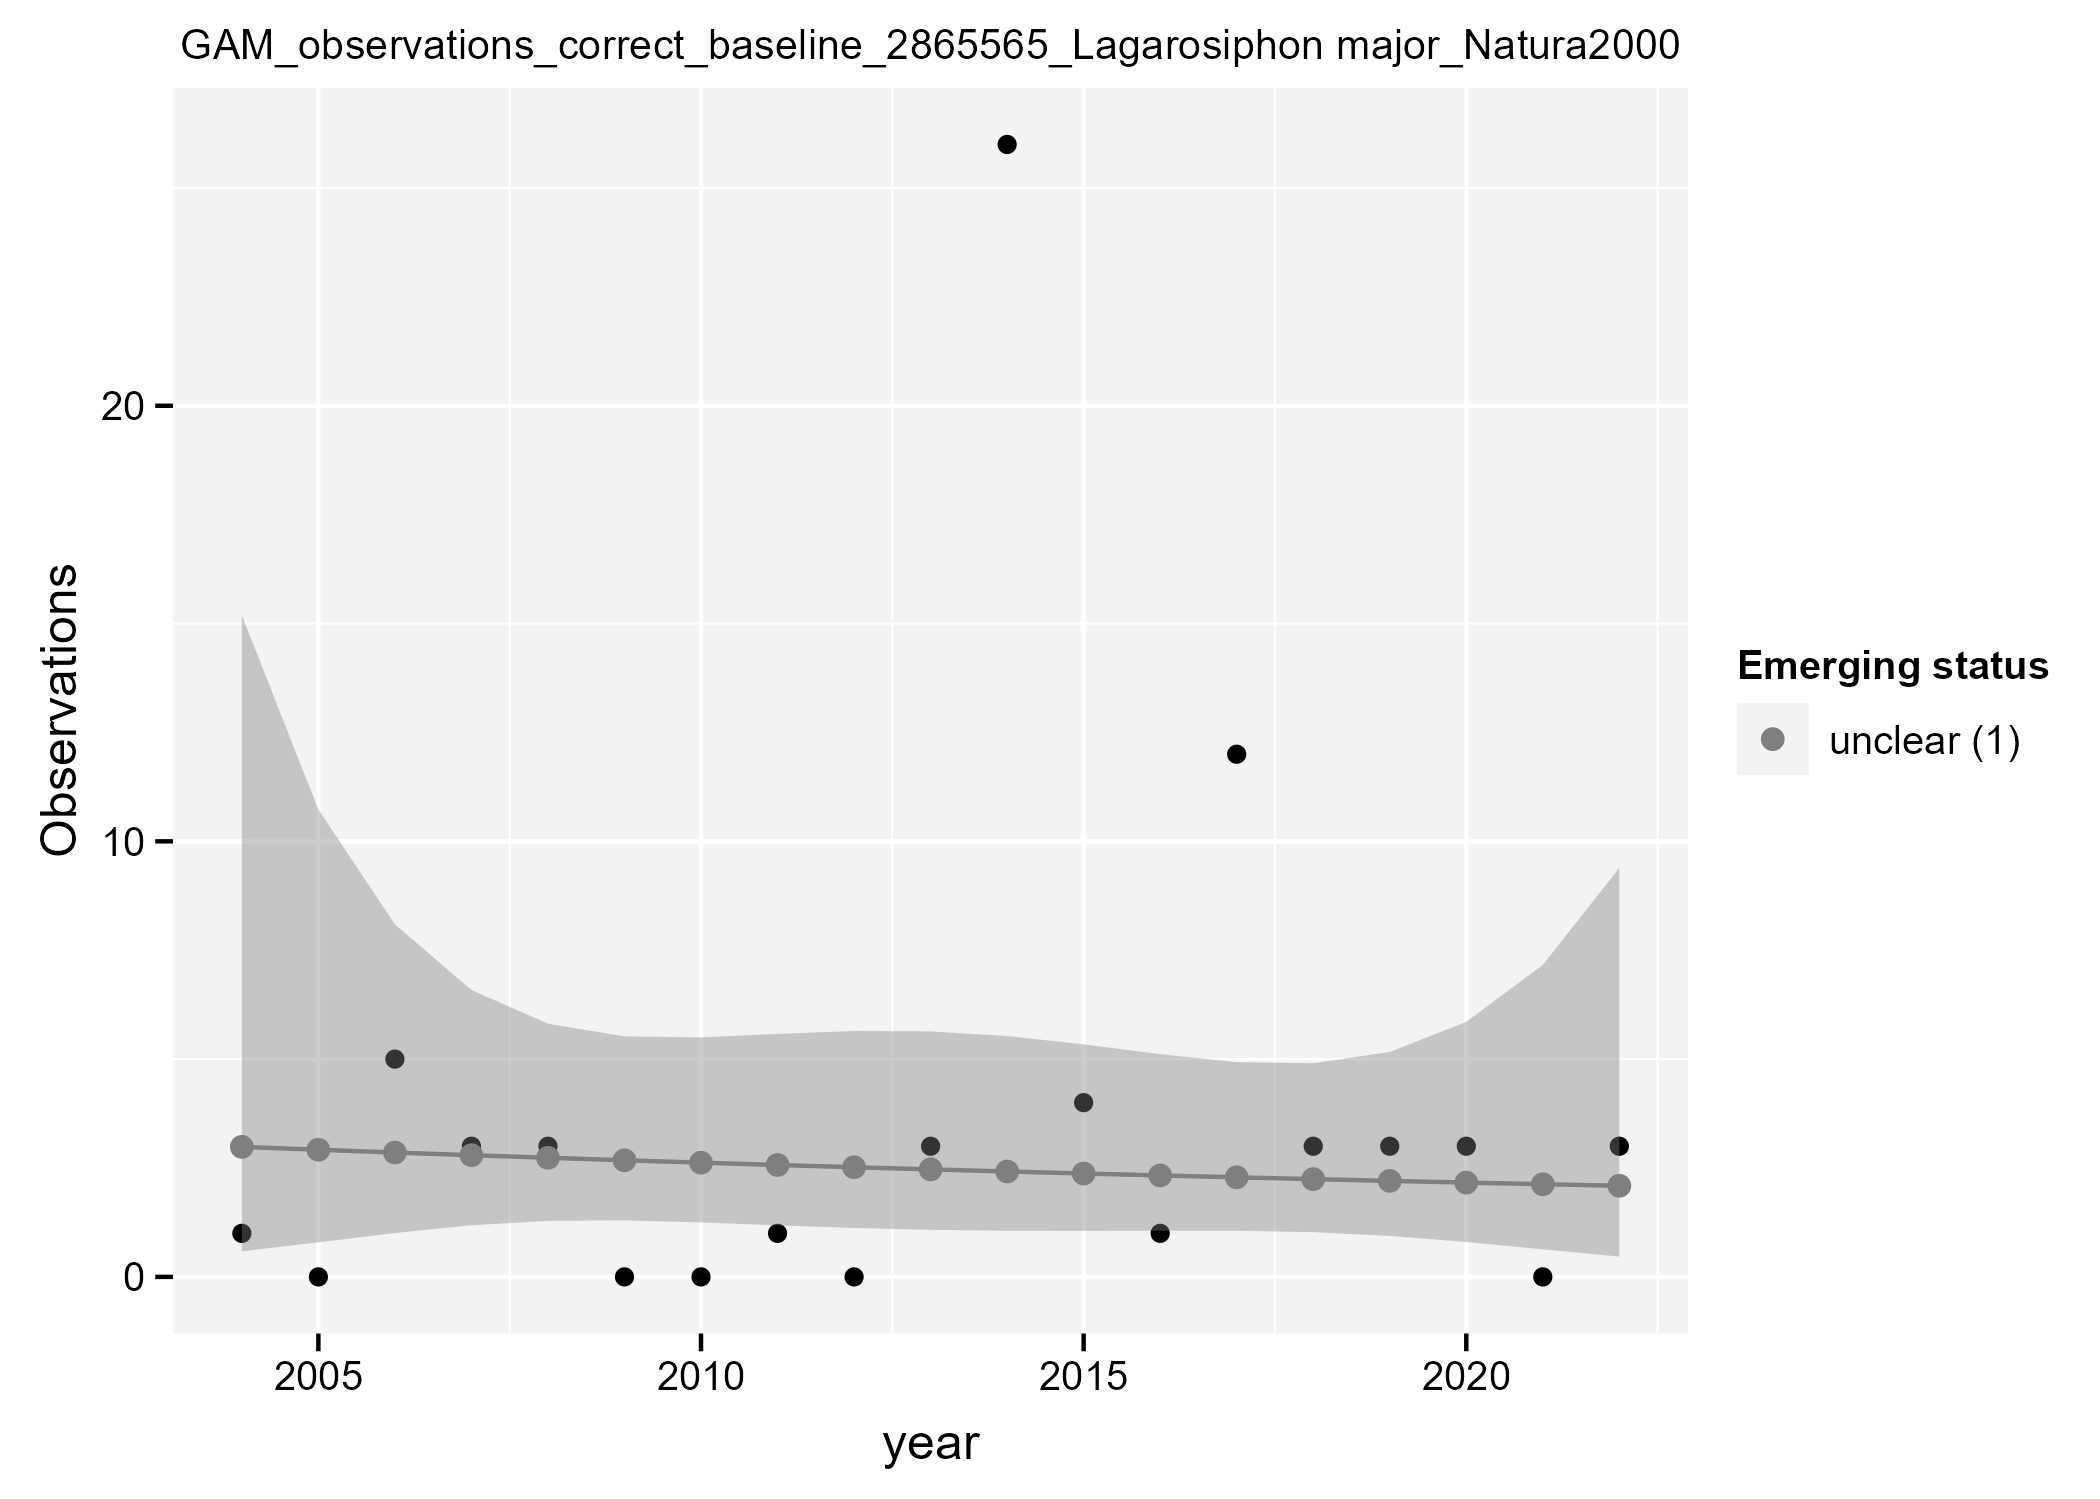 GAM_observations_correct_baseline_2865565_Lagarosiphon major_Natura2000
Observations
20
10
0
2005
2010
2015
2020
year
Emerging status
unclear (1)